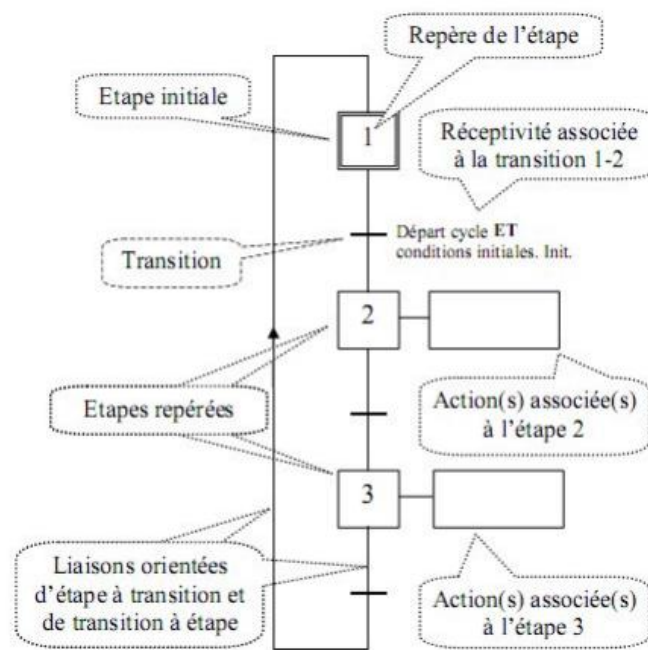 Repère de l'étape
Etape initiale
1
Réceptivité associée
à la transition 1-2
Départ cycle ET
conditions initiales. Init.
Transition
2
Etapes repérées
Action(s) associée(s)
à l'étape 2
3
Liaisons orientées
d'étape à transition et
de transition à étape
Action(s) associée(s)
à l'étape 3